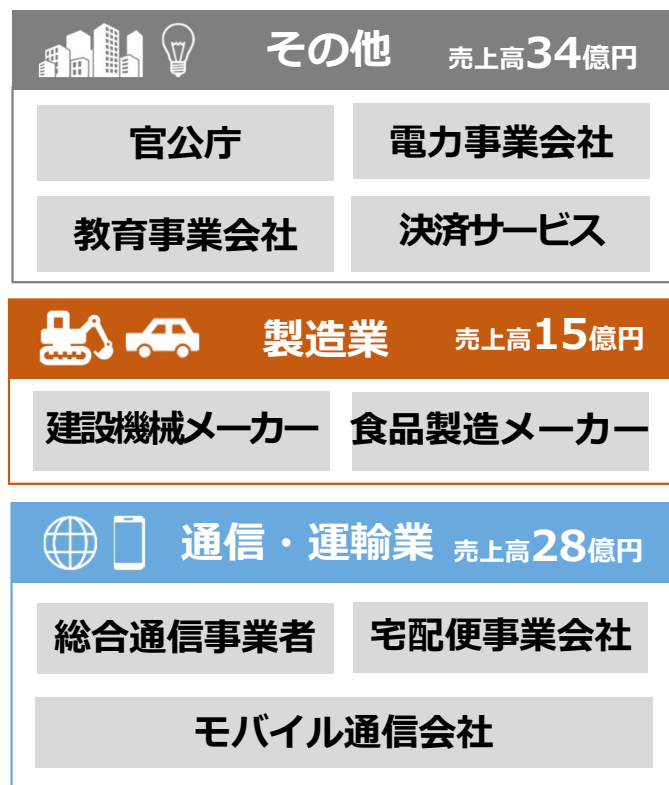 その他 売上高34億円
官公庁 電力事業会社
教育事業会社 決済サービス
製造業 売上高15億円
建設機械メーカー 食品製造メーカー
通信・運輸業 売上高28億円
総合通信事業者 宅配便事業会社
モバイル通信会社